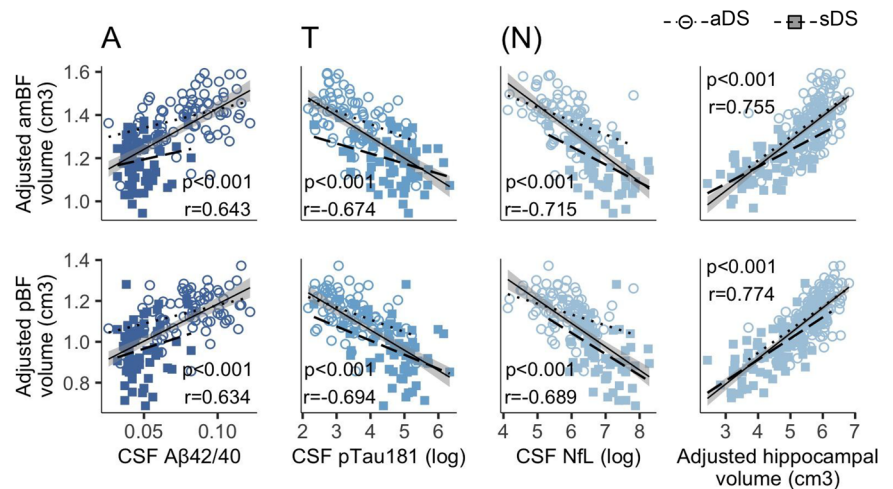 aDS
sDS
A
T
(N)
Adjusted amBF
volume (cm3)
1.6
1.4
1.2
1.0
p<0.001
r=0.643
p<0.001
r=-0.674
p<0.001
r=-0.715
p<0.001
r=0.755
Adjusted pBF
volume (cm3)
1.4
1.2
1.0
0.8
p<0.001
r=0.634
p<0.001
r=-0.694
p<0.001
r=-0.689
p<0.001
r=0.774
0.05
0.10
2
3
4
5
6
4
5
6
7
8
3
4
5
6
7
CSF Aβ42/40
CSF pTau181 (log)
CSF NfL (log)
Adjusted hippocampal
volume (cm3)